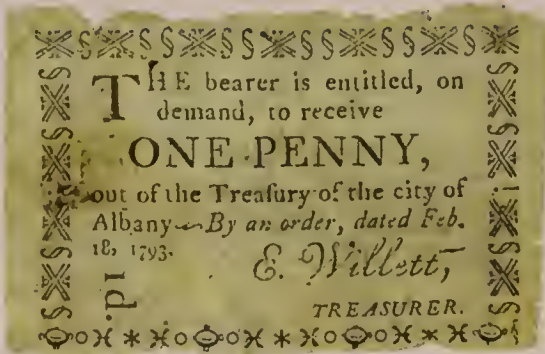 THE bearer is entitled, on
demand, to receive
ONE PENNY,
out of the Treaſury of the city of
Albany—By an order, dated Feb.
18, 1793.
E. Willett,
1d.
TREASURER.